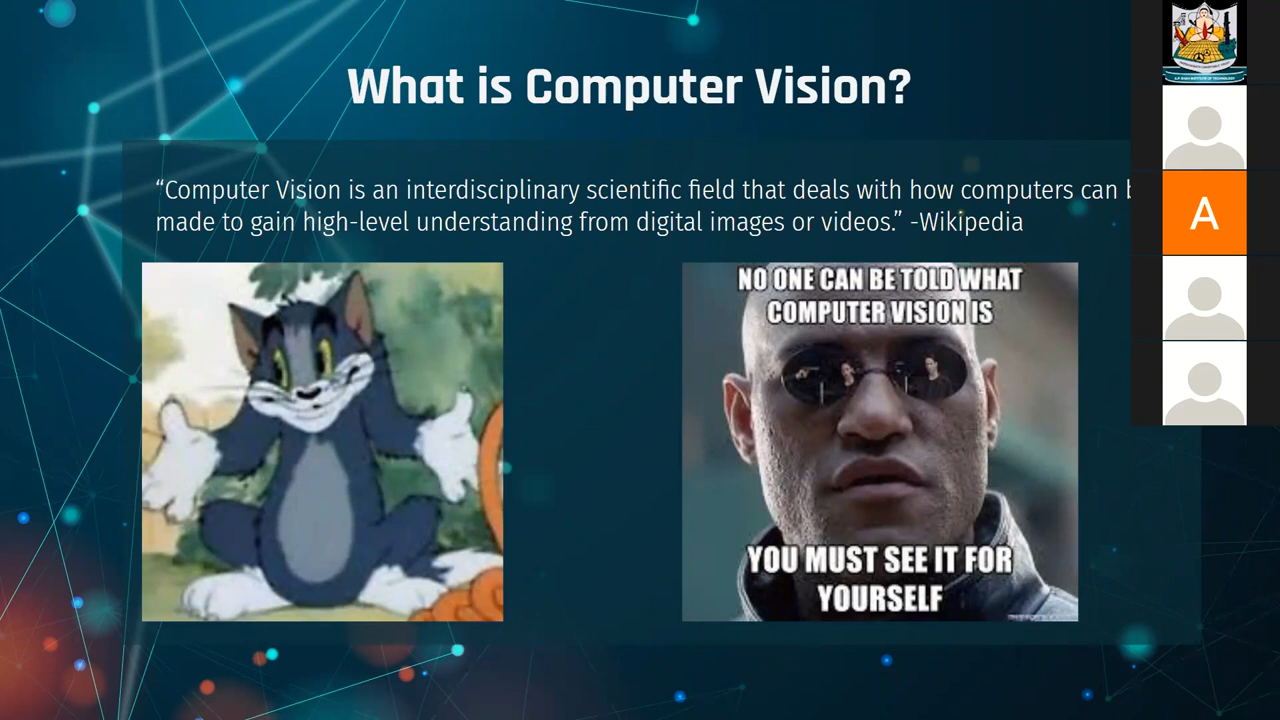 What is Computer Vision?
“Computer Vision is an interdisciplinary scientific field that deals with how computers can
made to gain high-level understanding from digital images or videos.” -Wikipedia
NO ONE CAN BE TOLD WHAT
COMPUTER VISION IS
YOU MUST SEE IT FOR
YOURSELF
A